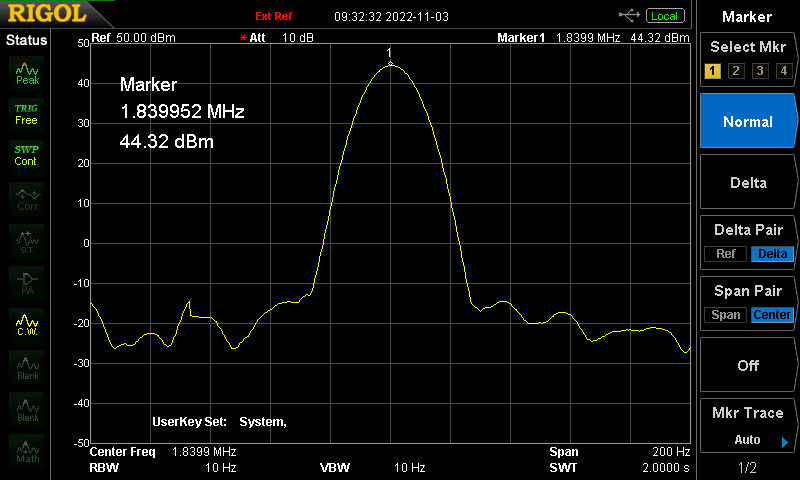 RIGOL
Ext Ref
09:32:32 2022-11-03
Local
Status
Ref 50.00 dBm
* Att 10 dB
Marker1 1.8399 MHz 44.32 dBm
Peak
TRIG
Free
SWP
Cont
Corr
S.T.
PA
C.W.
Blank
Blank
Math
50
40
30
20
10
0
-10
-20
-30
-40
-50
1
Marker
1.839952 MHz
44.32 dBm
UserKey Set: System,
Center Freq 1.8399 MHz
Span 200 Hz
RBW 10 Hz
VBW 10 Hz
SWT 2.0000 s
Marker
Select Mkr
1 2 3 4
Normal
Delta
Delta Pair
Ref Delta
Span Pair
Span Center
Off
Mkr Trace
Auto
1/2